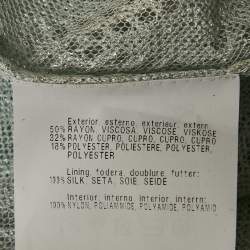 Exterior esterno exterieur extern
50% RAYON, VISCOSA, VISCOSE, VISKOSE
32% RAYON CUPRO, CUPRO, CUPRO, CUPRO
18% POLYESTER, POLIESTERE, POLYESTER,
POLYESTER
Lining, fodera, doublure, futter:
100% SILK, SETA, SOIE, SEIDE
Interior interno Interior intern:
100% NYLON, POLIAMMIDE, POLYAMIDE, POLYAMID